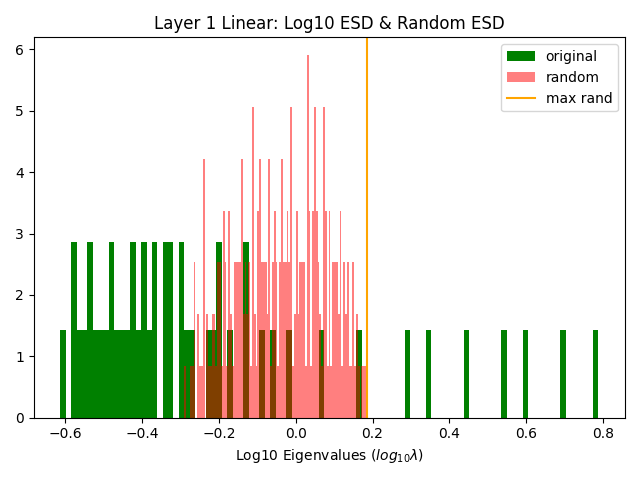 Layer 1 Linear: Log10 ESD & Random ESD
6
5
4
3
2
1
0
original
random
max rand
−0.6 −0.4 −0.2 0.0 0.2 0.4 0.6 0.8
Log10 Eigenvalues (log₁₀λ)